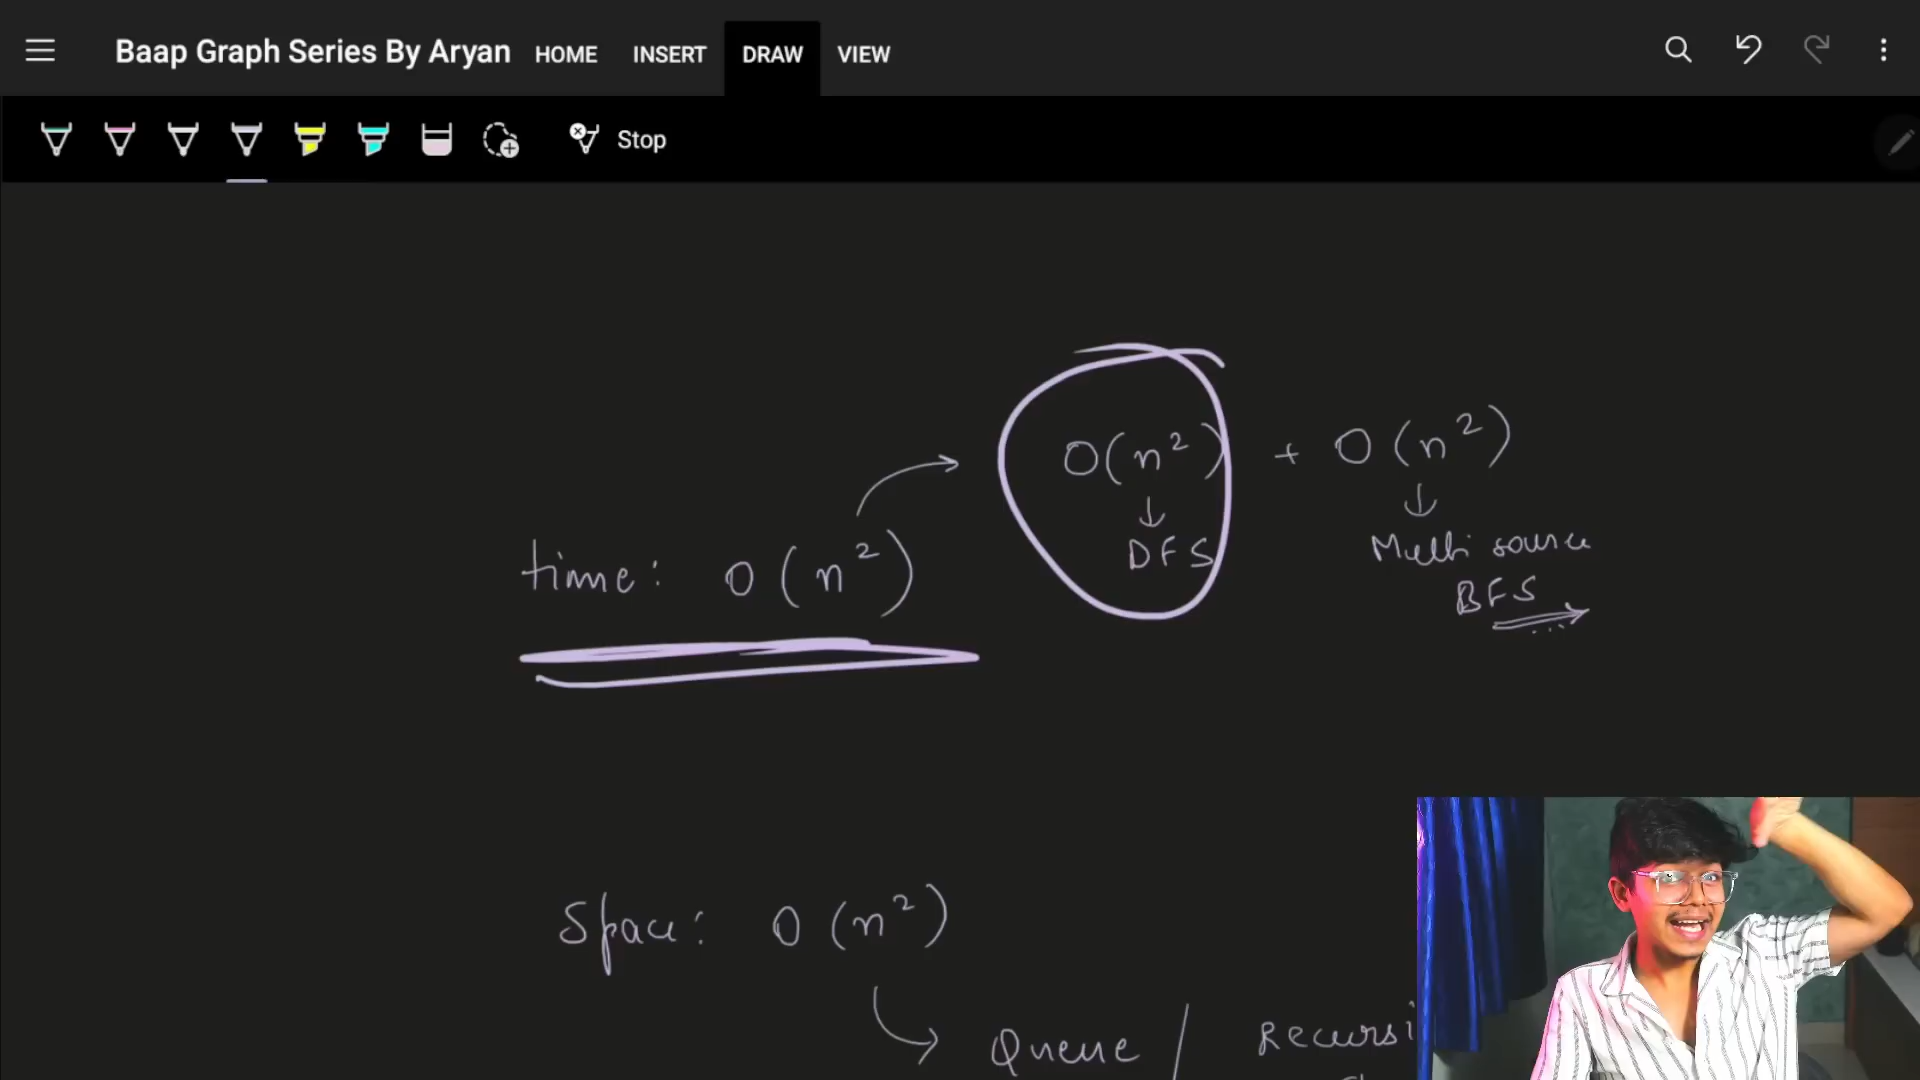 Baap Graph Series By Aryan HOME INSERT DRAW VIEW
Stop
O(n²) + O(n²)
DFS
Multi source
BFS
time: O(n²)
Space: O(n²)
Queue / Recursi